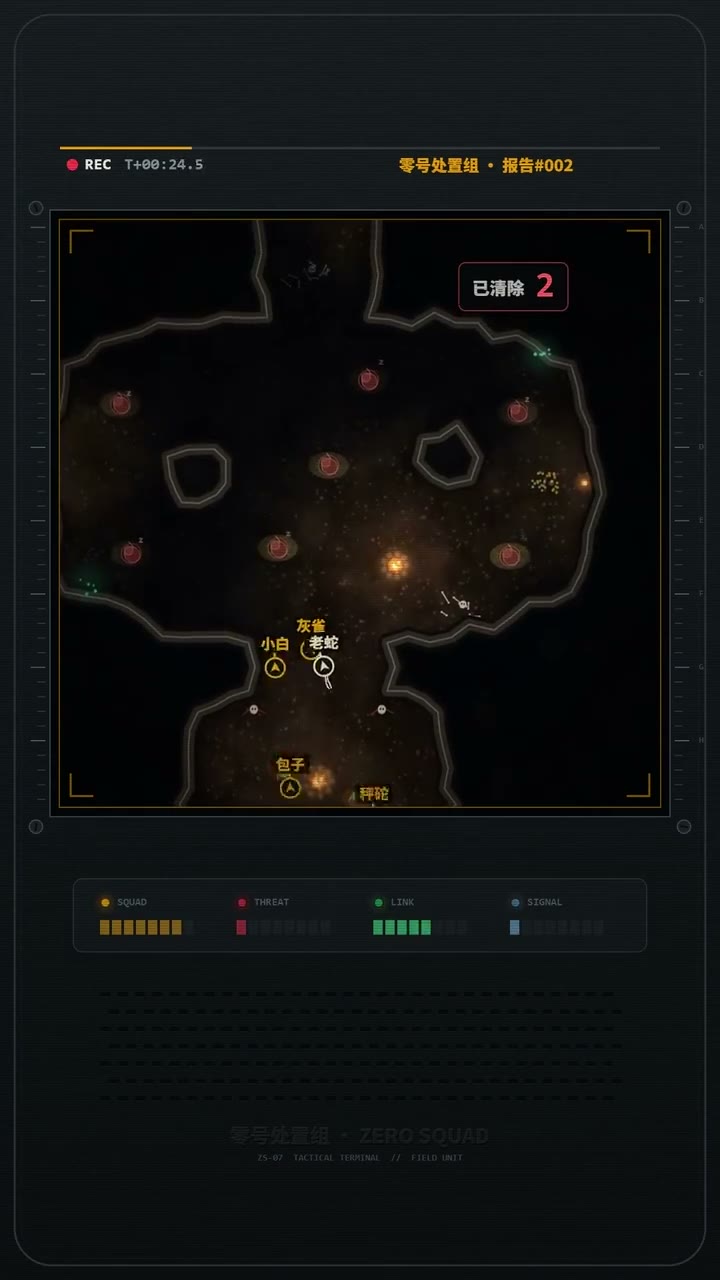 REC T+00:24.5
零号处置组 · 报告#002
已清除 2
z
z
z
z
z
灰雀
小白 老蛇
包子
秤砣
SQUAD THREAT LINK SIGNAL
零号处置组 · ZERO SQUAD
ZS-07 TACTICAL TERMINAL // FIELD UNIT
A
B
C
D
E
F
G
H